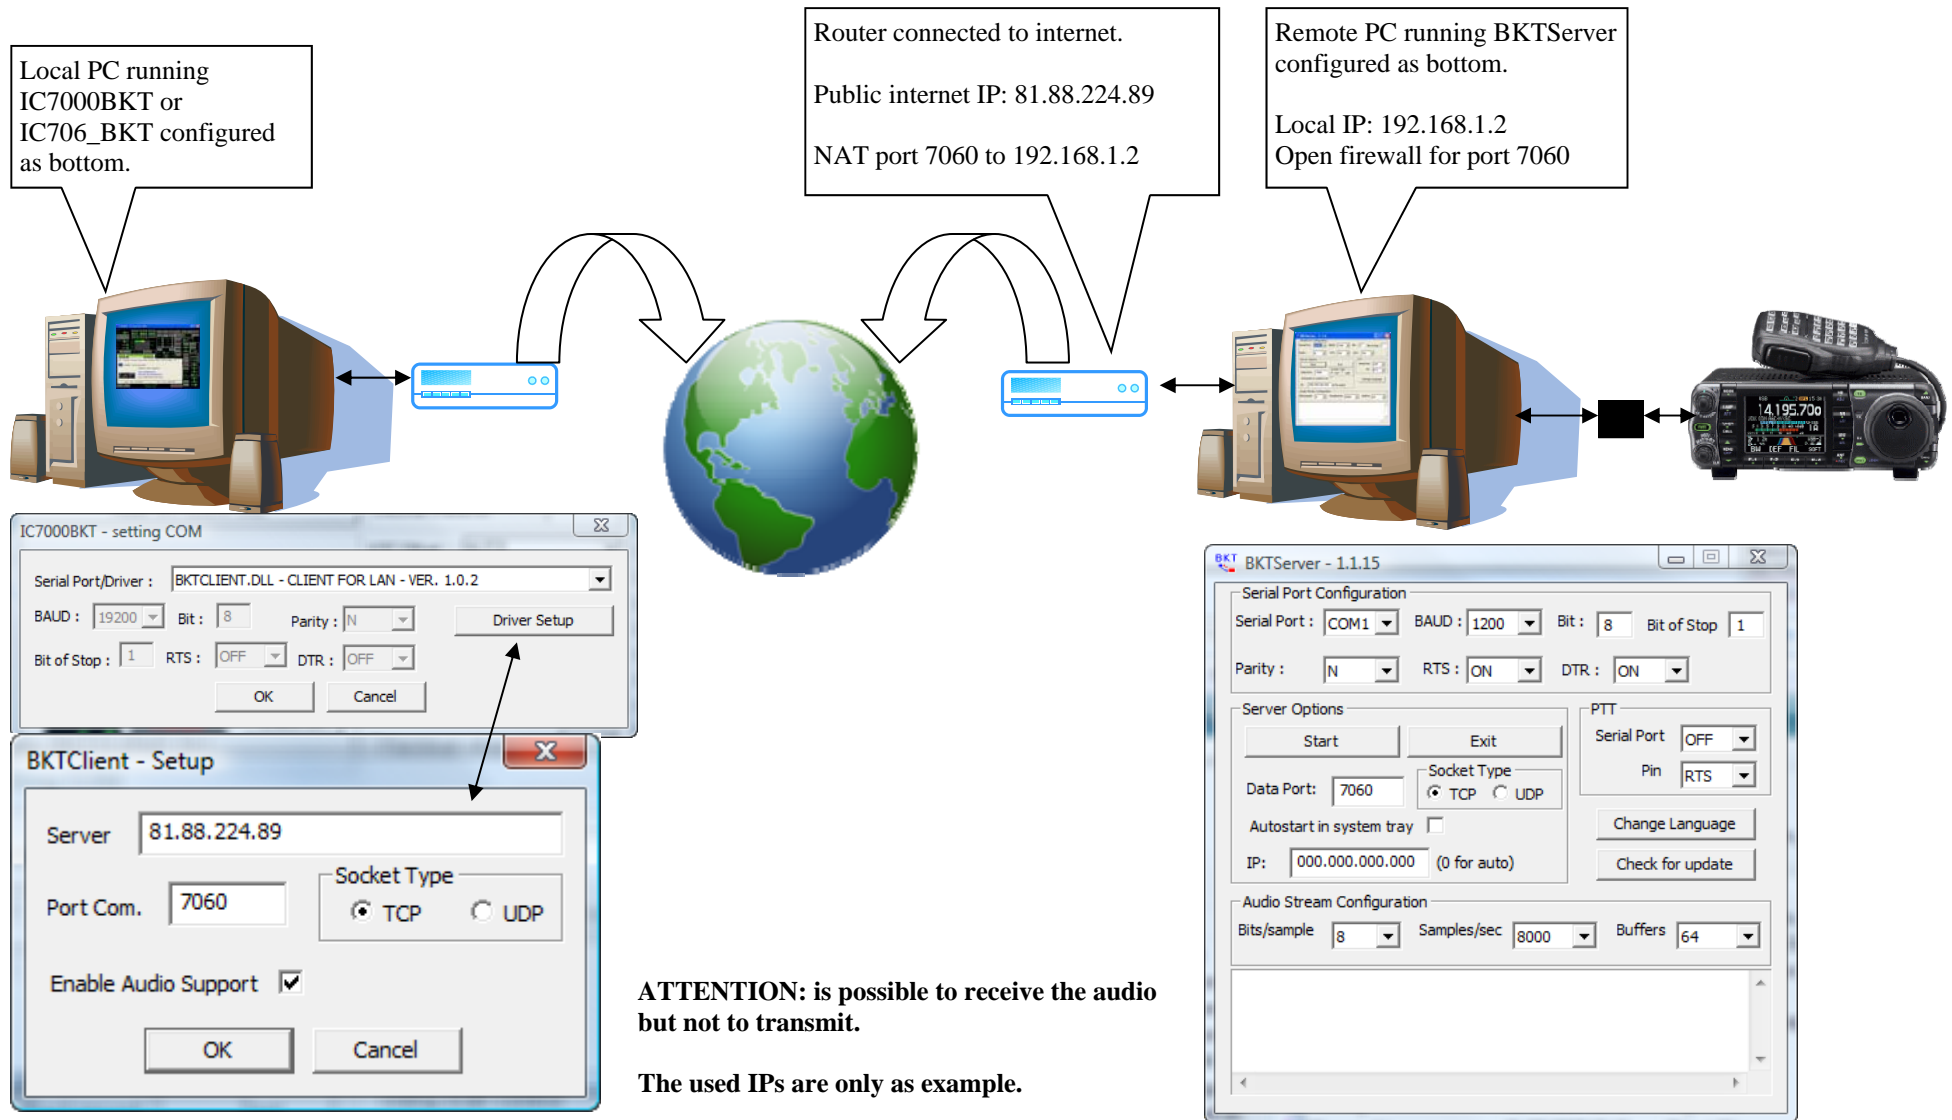 Local PC running
IC7000BKT or
IC706_BKT configured
as bottom.
Router connected to internet.
Public internet IP: 81.88.224.89
NAT port 7060 to 192.168.1.2
Remote PC running BKTServer
configured as bottom.
Local IP: 192.168.1.2
Open firewall for port 7060
14.195.70
BW DEF FIL SOFT
IC7000BKT - setting COM
Serial Port/Driver : BKTCLIENT.DLL - CLIENT FOR LAN - VER. 1.0.2
BAUD : 19200 Bit : 8 Parity : N Driver Setup
Bit of Stop : 1 RTS : OFF DTR : OFF
OK Cancel
BKTClient - Setup
Server 81.88.224.89
Port Com. 7060 Socket Type
TCP UDP
Enable Audio Support
OK Cancel
ATTENTION: is possible to receive the audio
but not to transmit.
The used IPs are only as example.
BKT BKTServer - 1.1.15
Serial Port Configuration
Serial Port : COM1 BAUD : 1200 Bit : 8 Bit of Stop 1
Parity : N RTS : ON DTR : ON
Server Options
Start Exit
Data Port: 7060 Socket Type
TCP UDP
Autostart in system tray
IP: 000.000.000.000 (0 for auto)
PTT
Serial Port OFF
Pin RTS
Change Language
Check for update
Audio Stream Configuration
Bits/sample 8 Samples/sec 8000 Buffers 64